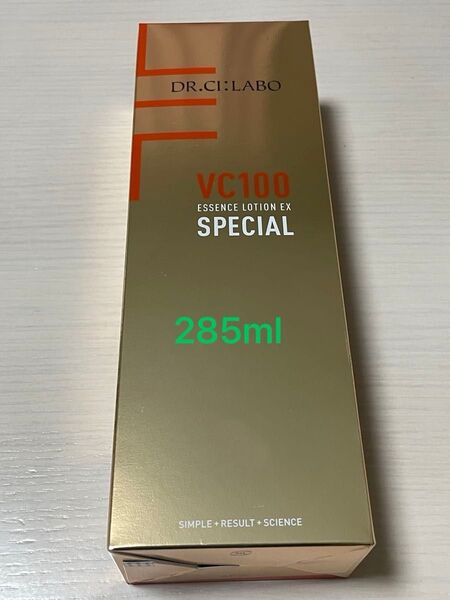 DR.CI:LABO
VC100
ESSENCE LOTION EX
SPECIAL
285ml
SIMPLE+RESULT+SCIENCE